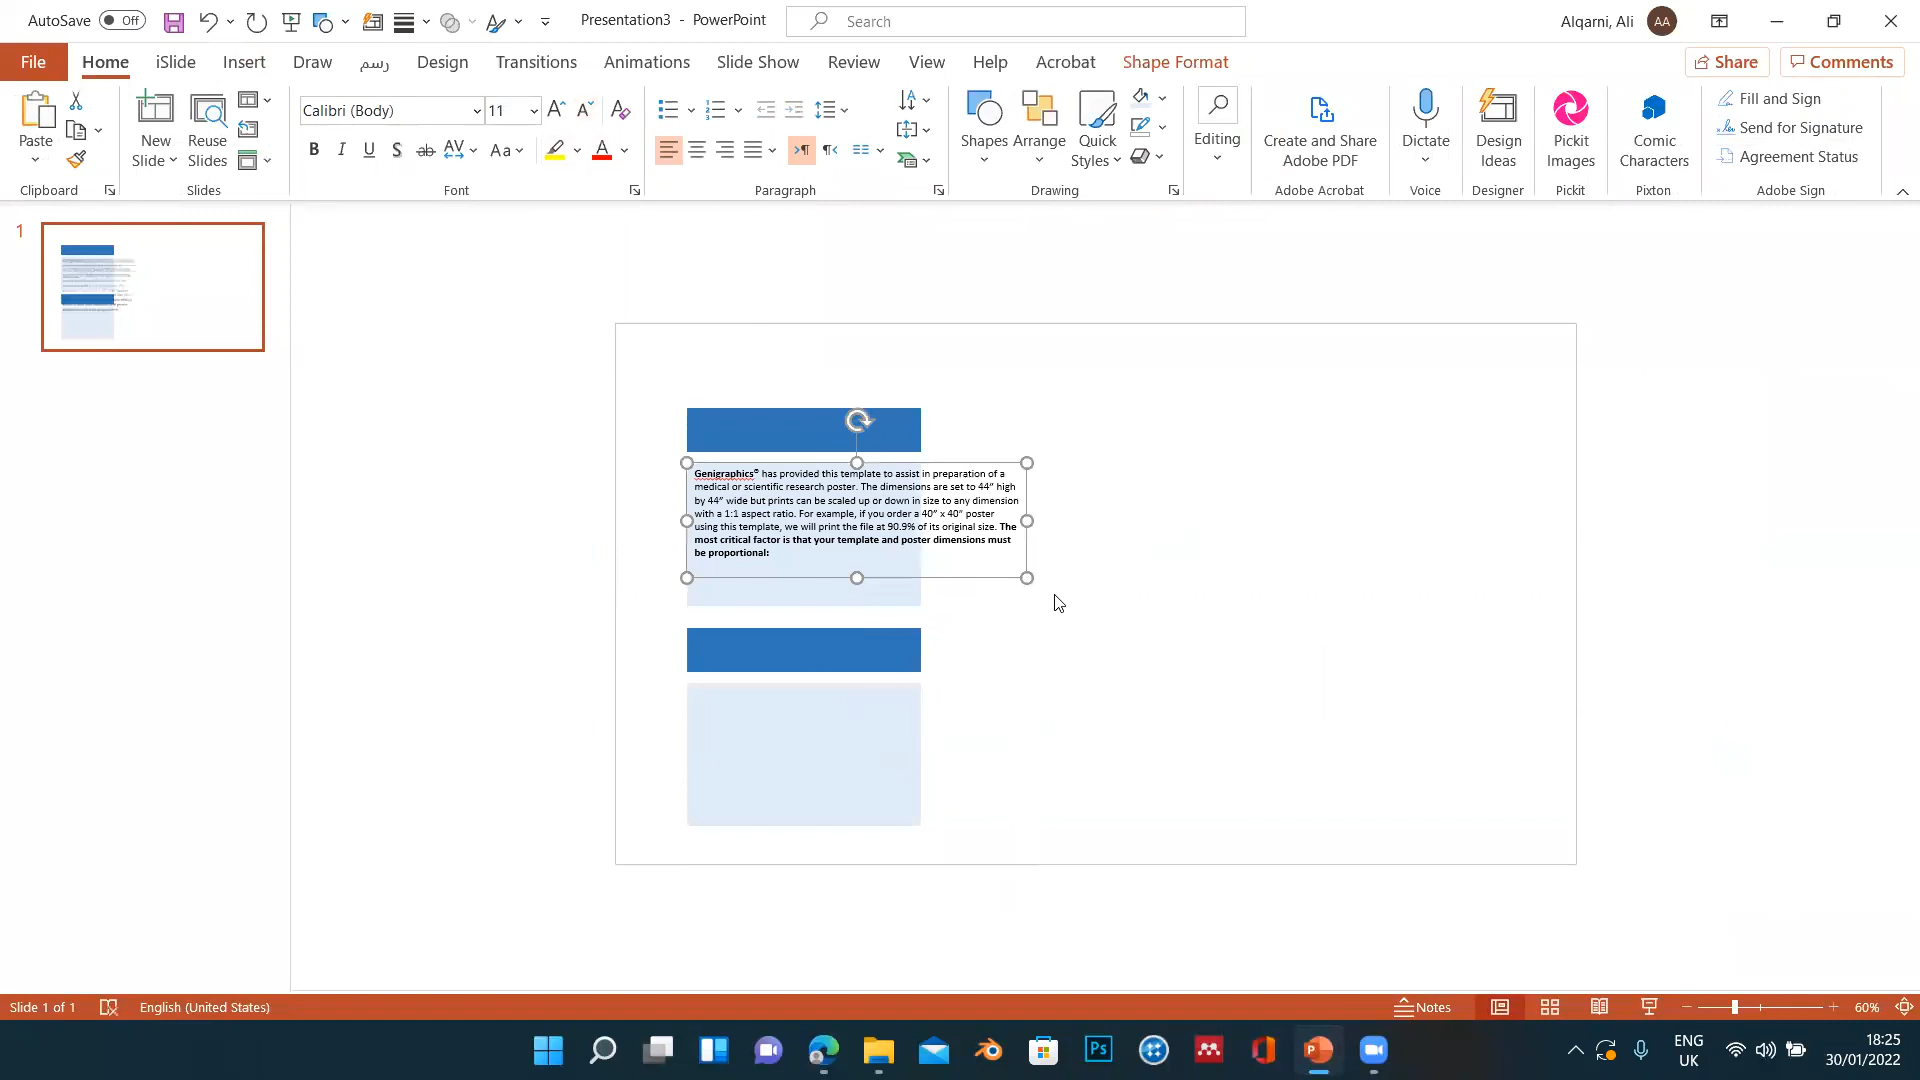 AutoSave Off Presentation3 - PowerPoint Search Alqarni, Ali AA
File Home iSlide Insert Draw رسم Design Transitions Animations Slide Show Review View Help Acrobat Shape Format Share Comments
Paste
New Slide
Reuse Slides
Calibri (Body) 11
B I U S ab AV Aa A
Shapes Arrange Quick Styles
Editing
Create and Share Adobe PDF
Dictate
Design Ideas
Pickit Images
Comic Characters
Fill and Sign
Send for Signature
Agreement Status
Clipboard Slides Font Paragraph Drawing Adobe Acrobat Voice Designer Pickit Pixton Adobe Sign
1
Genigraphics® has provided this template to assist in preparation of a
medical or scientific research poster. The dimensions are set to 44” high
by 44” wide but prints can be scaled up or down in size to any dimension
with a 1:1 aspect ratio. For example, if you order a 40” x 40” poster
using this template, we will print the file at 90.9% of its original size. The
most critical factor is that your template and poster dimensions must
be proportional:
Slide 1 of 1 English (United States) Notes 60%
Ps
P
ENG
UK
18:25
30/01/2022